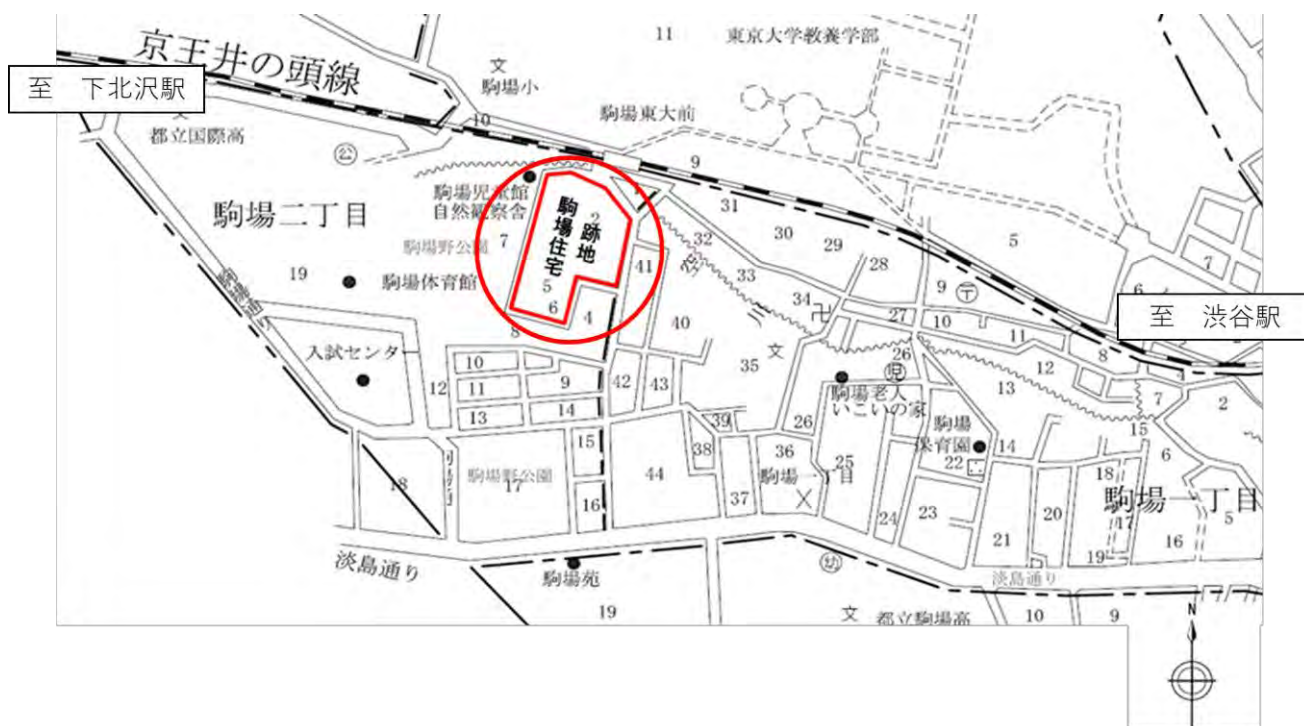 京王井の頭線
至 下北沢駅
都立国際高
文
駒場小
10
11
東京大学教養学部
駒場東大前
9
公
駒場児童館
自然観察舎
駒場二丁目
駒場野公園
7
19
駒場体育館
駒場住宅
跡地
2
5
6
4
8
入試センター
31
30
29
28
32
33
34
41
40
35
文
5
7
6
9
〒
27
10
11
12
8
至 渋谷駅
26
児
駒場老人
いこいの家
13
7
2
15
10
11
12
9
13
14
42
43
39
38
26
36
25
駒場一丁目
駒場
保育園
22
14
18
6
駒場一丁目
5
15
16
18
駒場野公園
17
44
37
24
23
21
20
17
19
16
淡島通り
駒場苑
幼
淡島通り
19
文
都立駒場高
10
9
N